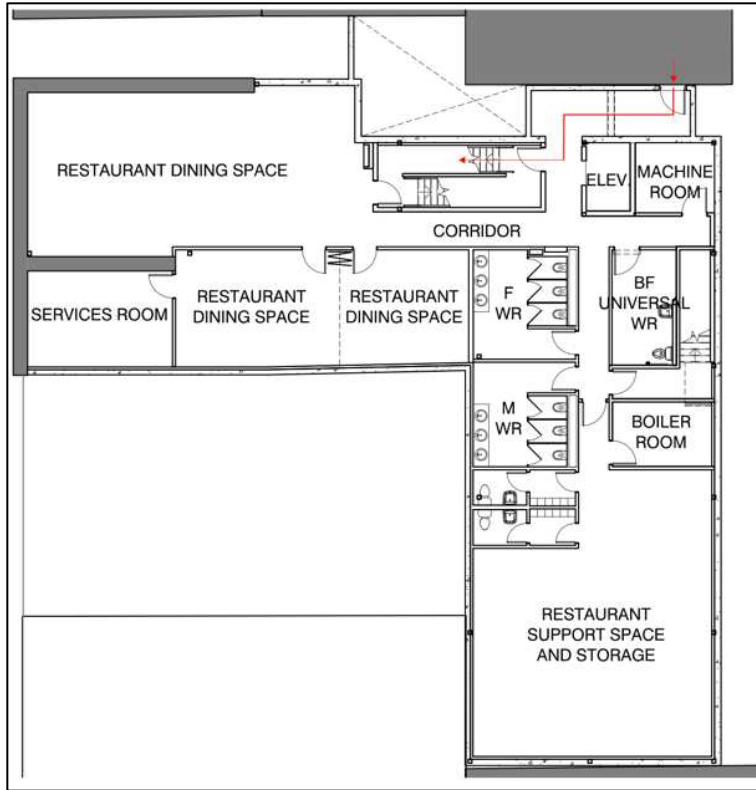 RESTAURANT DINING SPACE
ELEV.
MACHINE
ROOM
CORRIDOR
SERVICES ROOM
RESTAURANT
DINING SPACE
RESTAURANT
DINING SPACE
F
WR
BF
UNIVERSAL
WR
M
WR
BOILER
ROOM
RESTAURANT
SUPPORT SPACE
AND STORAGE